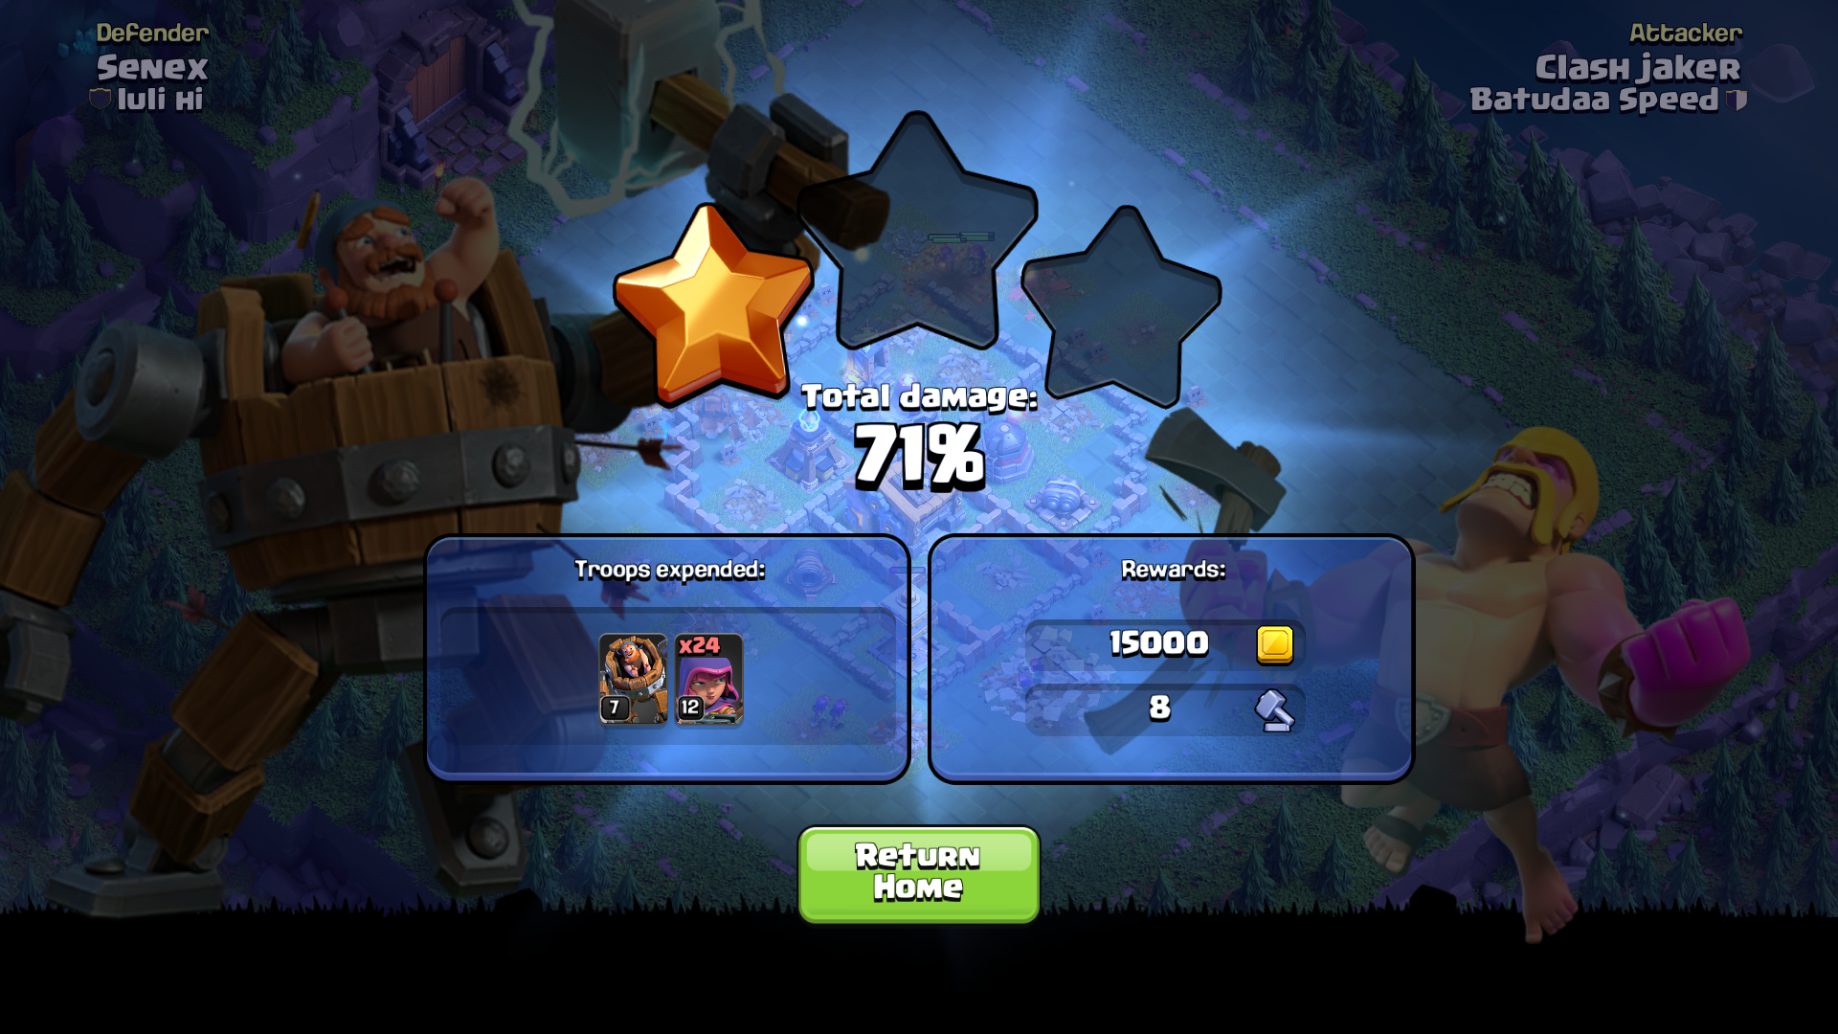 Defender
Senex
luli Hi
Attacker
Clash jaker
Batudaa Speed
Total damage:
71%
Troops expended:
x24
7
12
Rewards:
15000
8
Return
Home